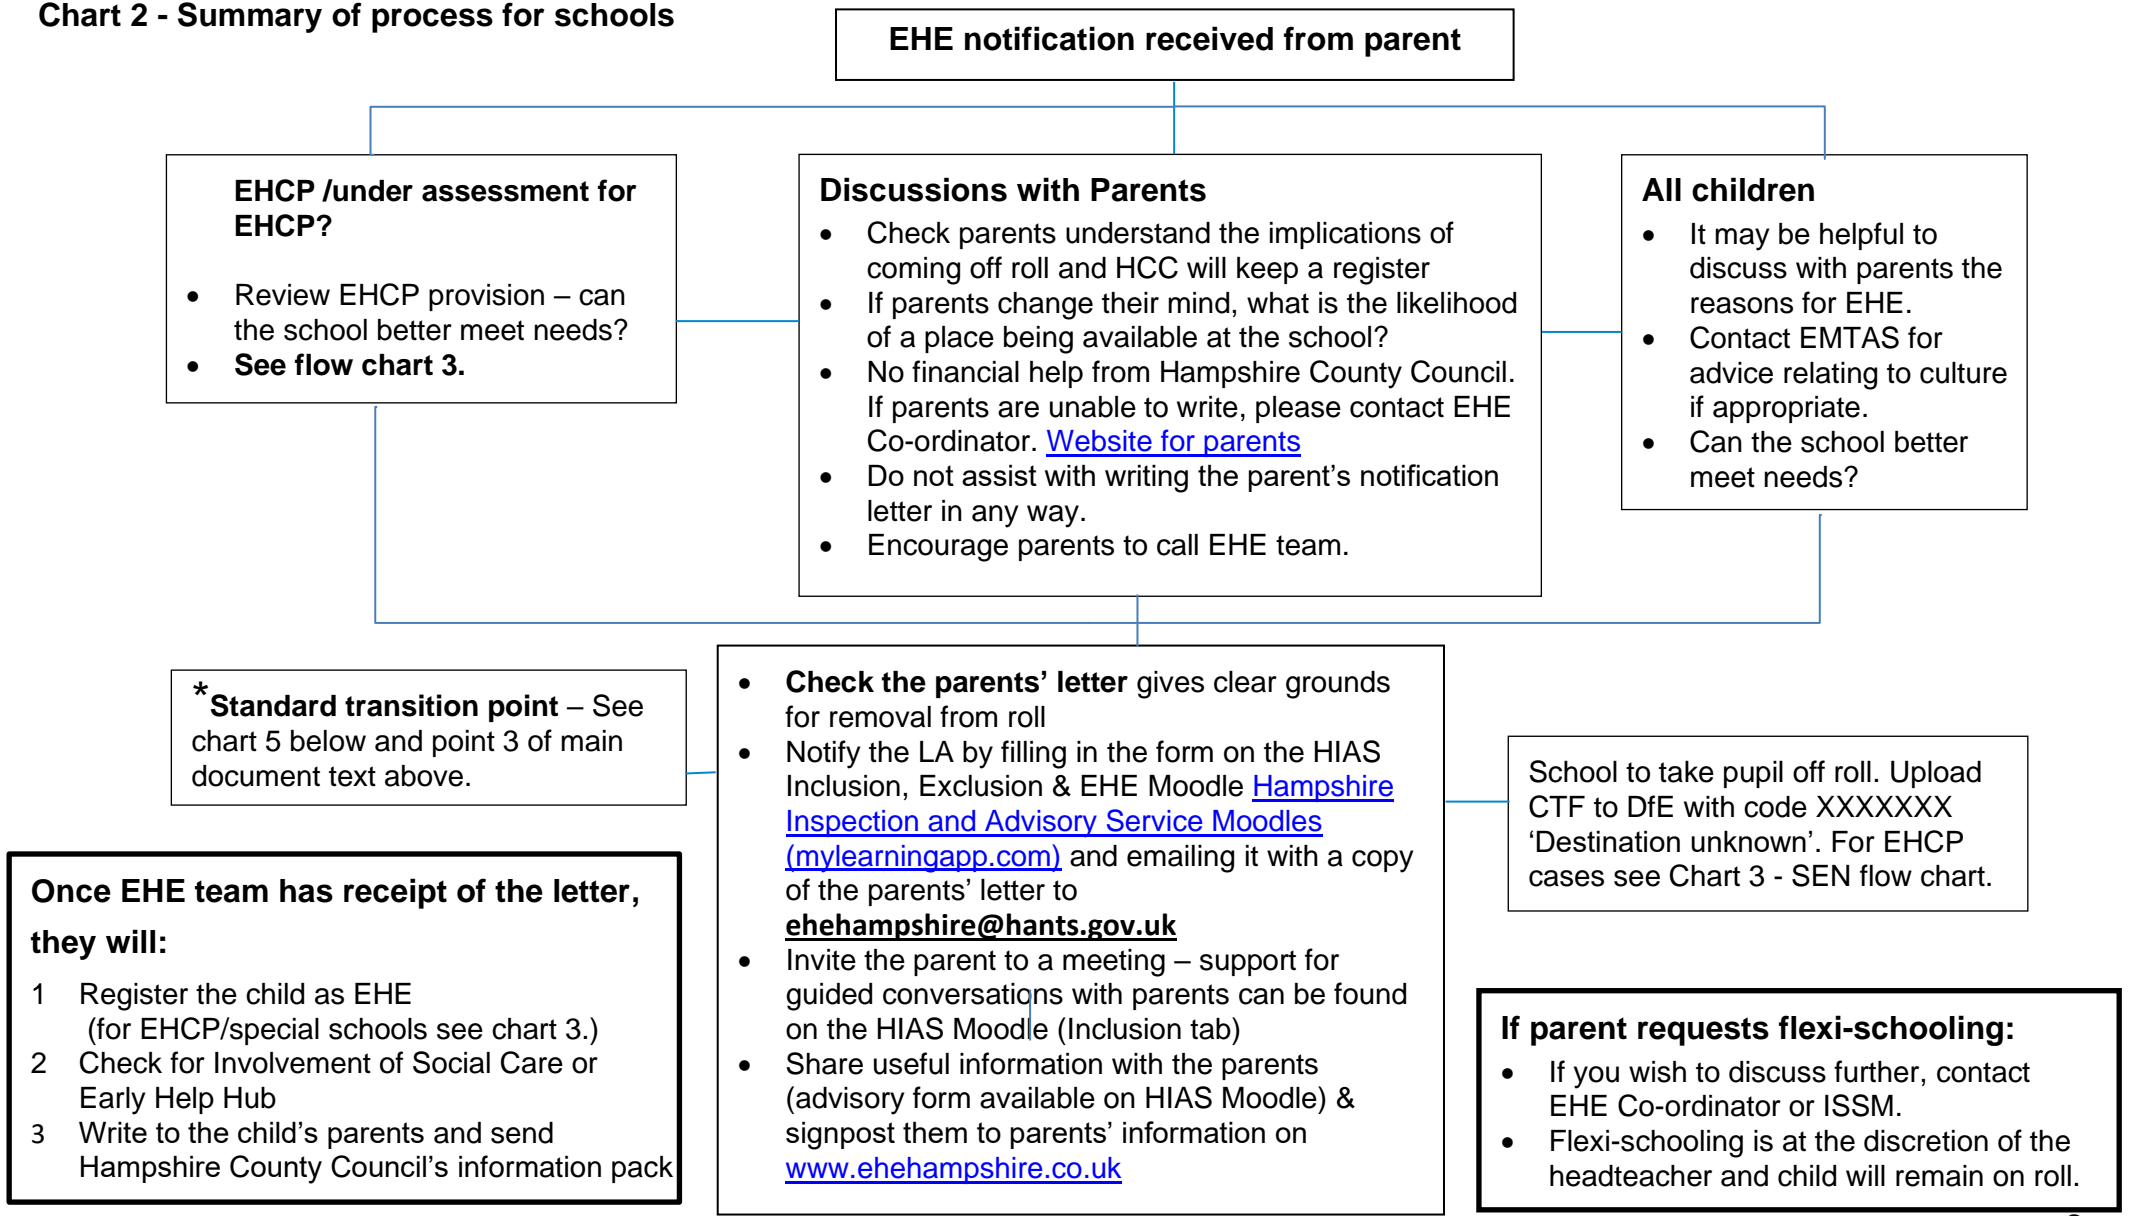 Chart 2 - Summary of process for schools
EHE notification received from parent
EHCP /under assessment for
EHCP?
• Review EHCP provision – can
the school better meet needs?
• See flow chart 3.
Discussions with Parents
• Check parents understand the implications of
coming off roll and HCC will keep a register
• If parents change their mind, what is the likelihood
of a place being available at the school?
• No financial help from Hampshire County Council.
If parents are unable to write, please contact EHE
Co-ordinator. Website for parents
• Do not assist with writing the parent’s notification
letter in any way.
• Encourage parents to call EHE team.
All children
• It may be helpful to
discuss with parents the
reasons for EHE.
• Contact EMTAS for
advice relating to culture
if appropriate.
• Can the school better
meet needs?
*Standard transition point – See
chart 5 below and point 3 of main
document text above.
• Check the parents’ letter gives clear grounds
for removal from roll
• Notify the LA by filling in the form on the HIAS
Inclusion, Exclusion & EHE Moodle Hampshire
Inspection and Advisory Service Moodles
(mylearningapp.com) and emailing it with a copy
of the parents’ letter to
ehehampshire@hants.gov.uk
• Invite the parent to a meeting – support for
guided conversations with parents can be found
on the HIAS Moodle (Inclusion tab)
• Share useful information with the parents
(advisory form available on HIAS Moodle) &
signpost them to parents’ information on
www.ehehampshire.co.uk
School to take pupil off roll. Upload
CTF to DfE with code XXXXXXX
‘Destination unknown’. For EHCP
cases see Chart 3 - SEN flow chart.
Once EHE team has receipt of the letter,
they will:
1 Register the child as EHE
(for EHCP/special schools see chart 3.)
2 Check for Involvement of Social Care or
Early Help Hub
3 Write to the child’s parents and send
Hampshire County Council’s information pack
If parent requests flexi-schooling:
• If you wish to discuss further, contact
EHE Co-ordinator or ISSM.
• Flexi-schooling is at the discretion of the
headteacher and child will remain on roll.